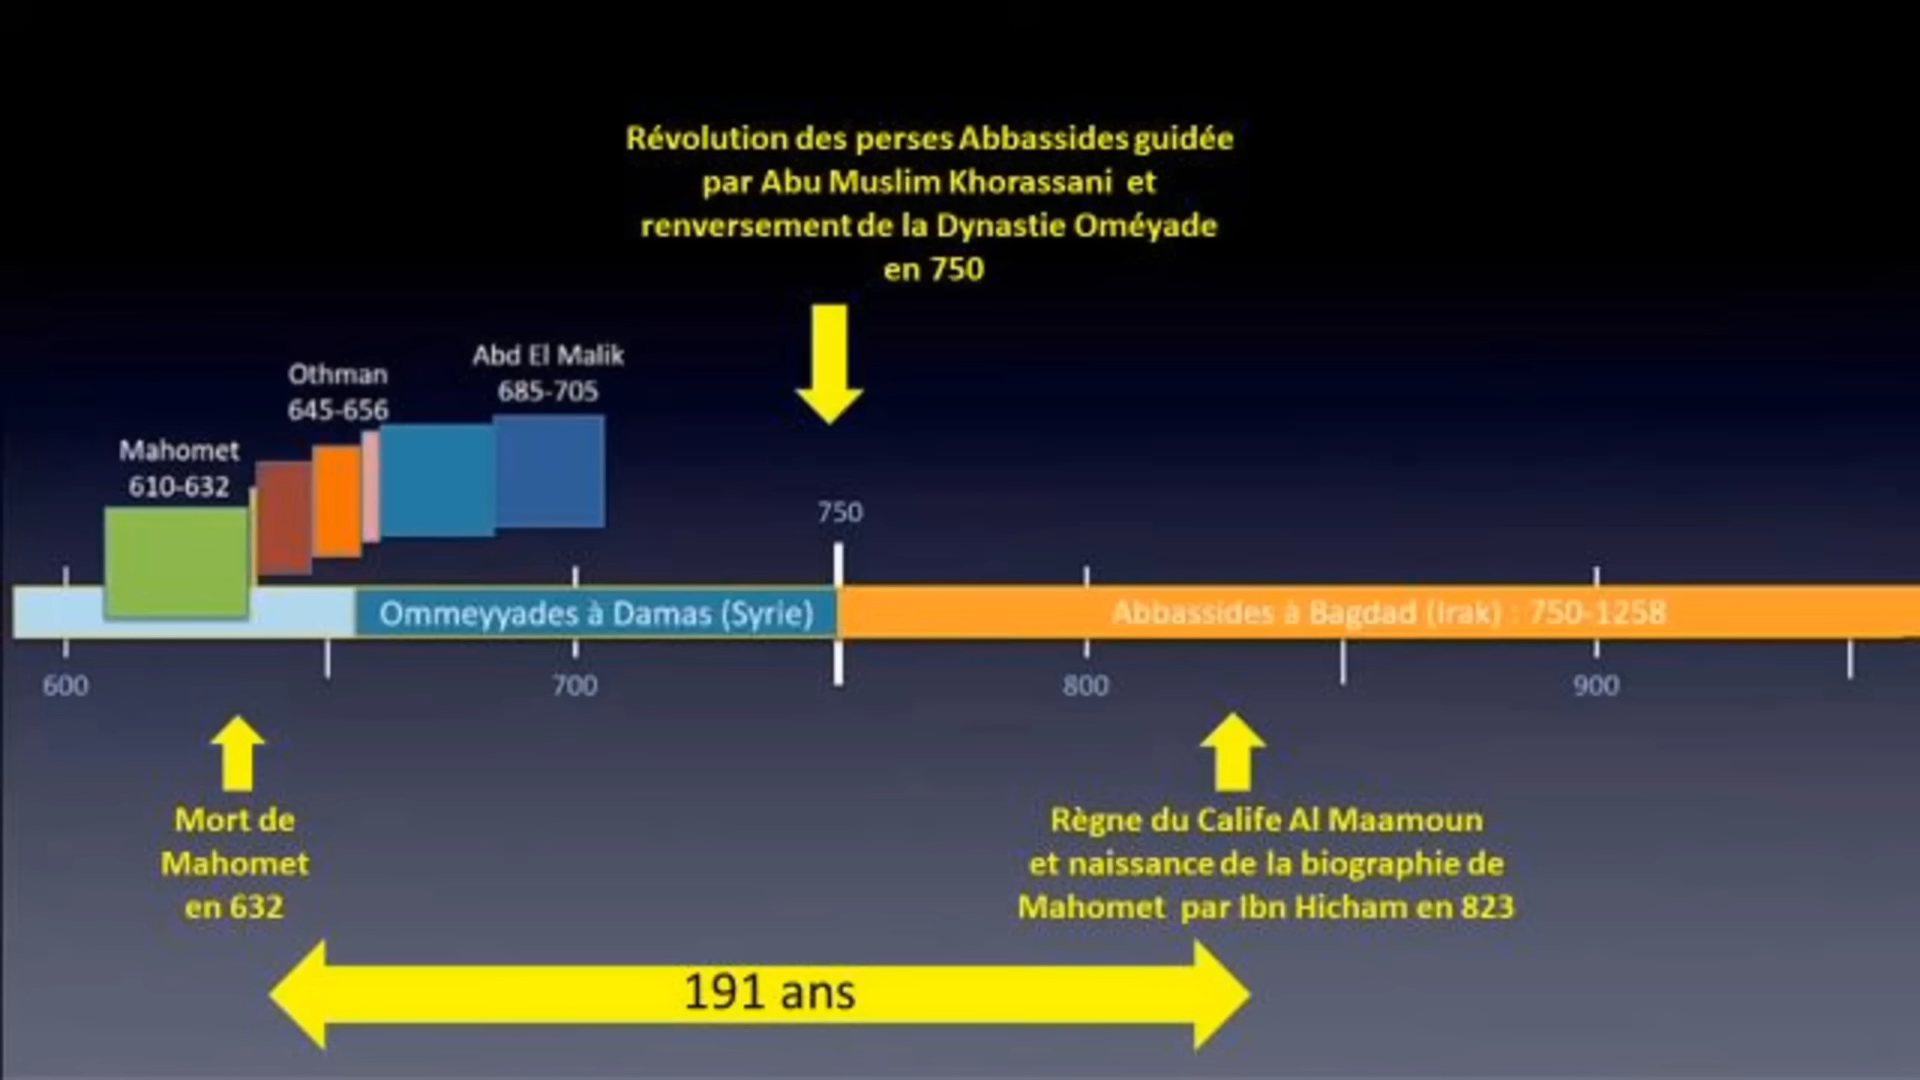 Révolution des perses Abbassides guidée
par Abu Muslim Khorassani et
renversement de la Dynastie Oméyade
en 750
Abd El Malik
685-705
Othman
645-656
Mahomet
610-632
750
Ommeyyades à Damas (Syrie)
Abbassides à Bagdad (Irak) : 750-1258
600
700
800
900
Mort de
Mahomet
en 632
Règne du Calife Al Maamoun
et naissance de la biographie de
Mahomet par Ibn Hicham en 823
191 ans